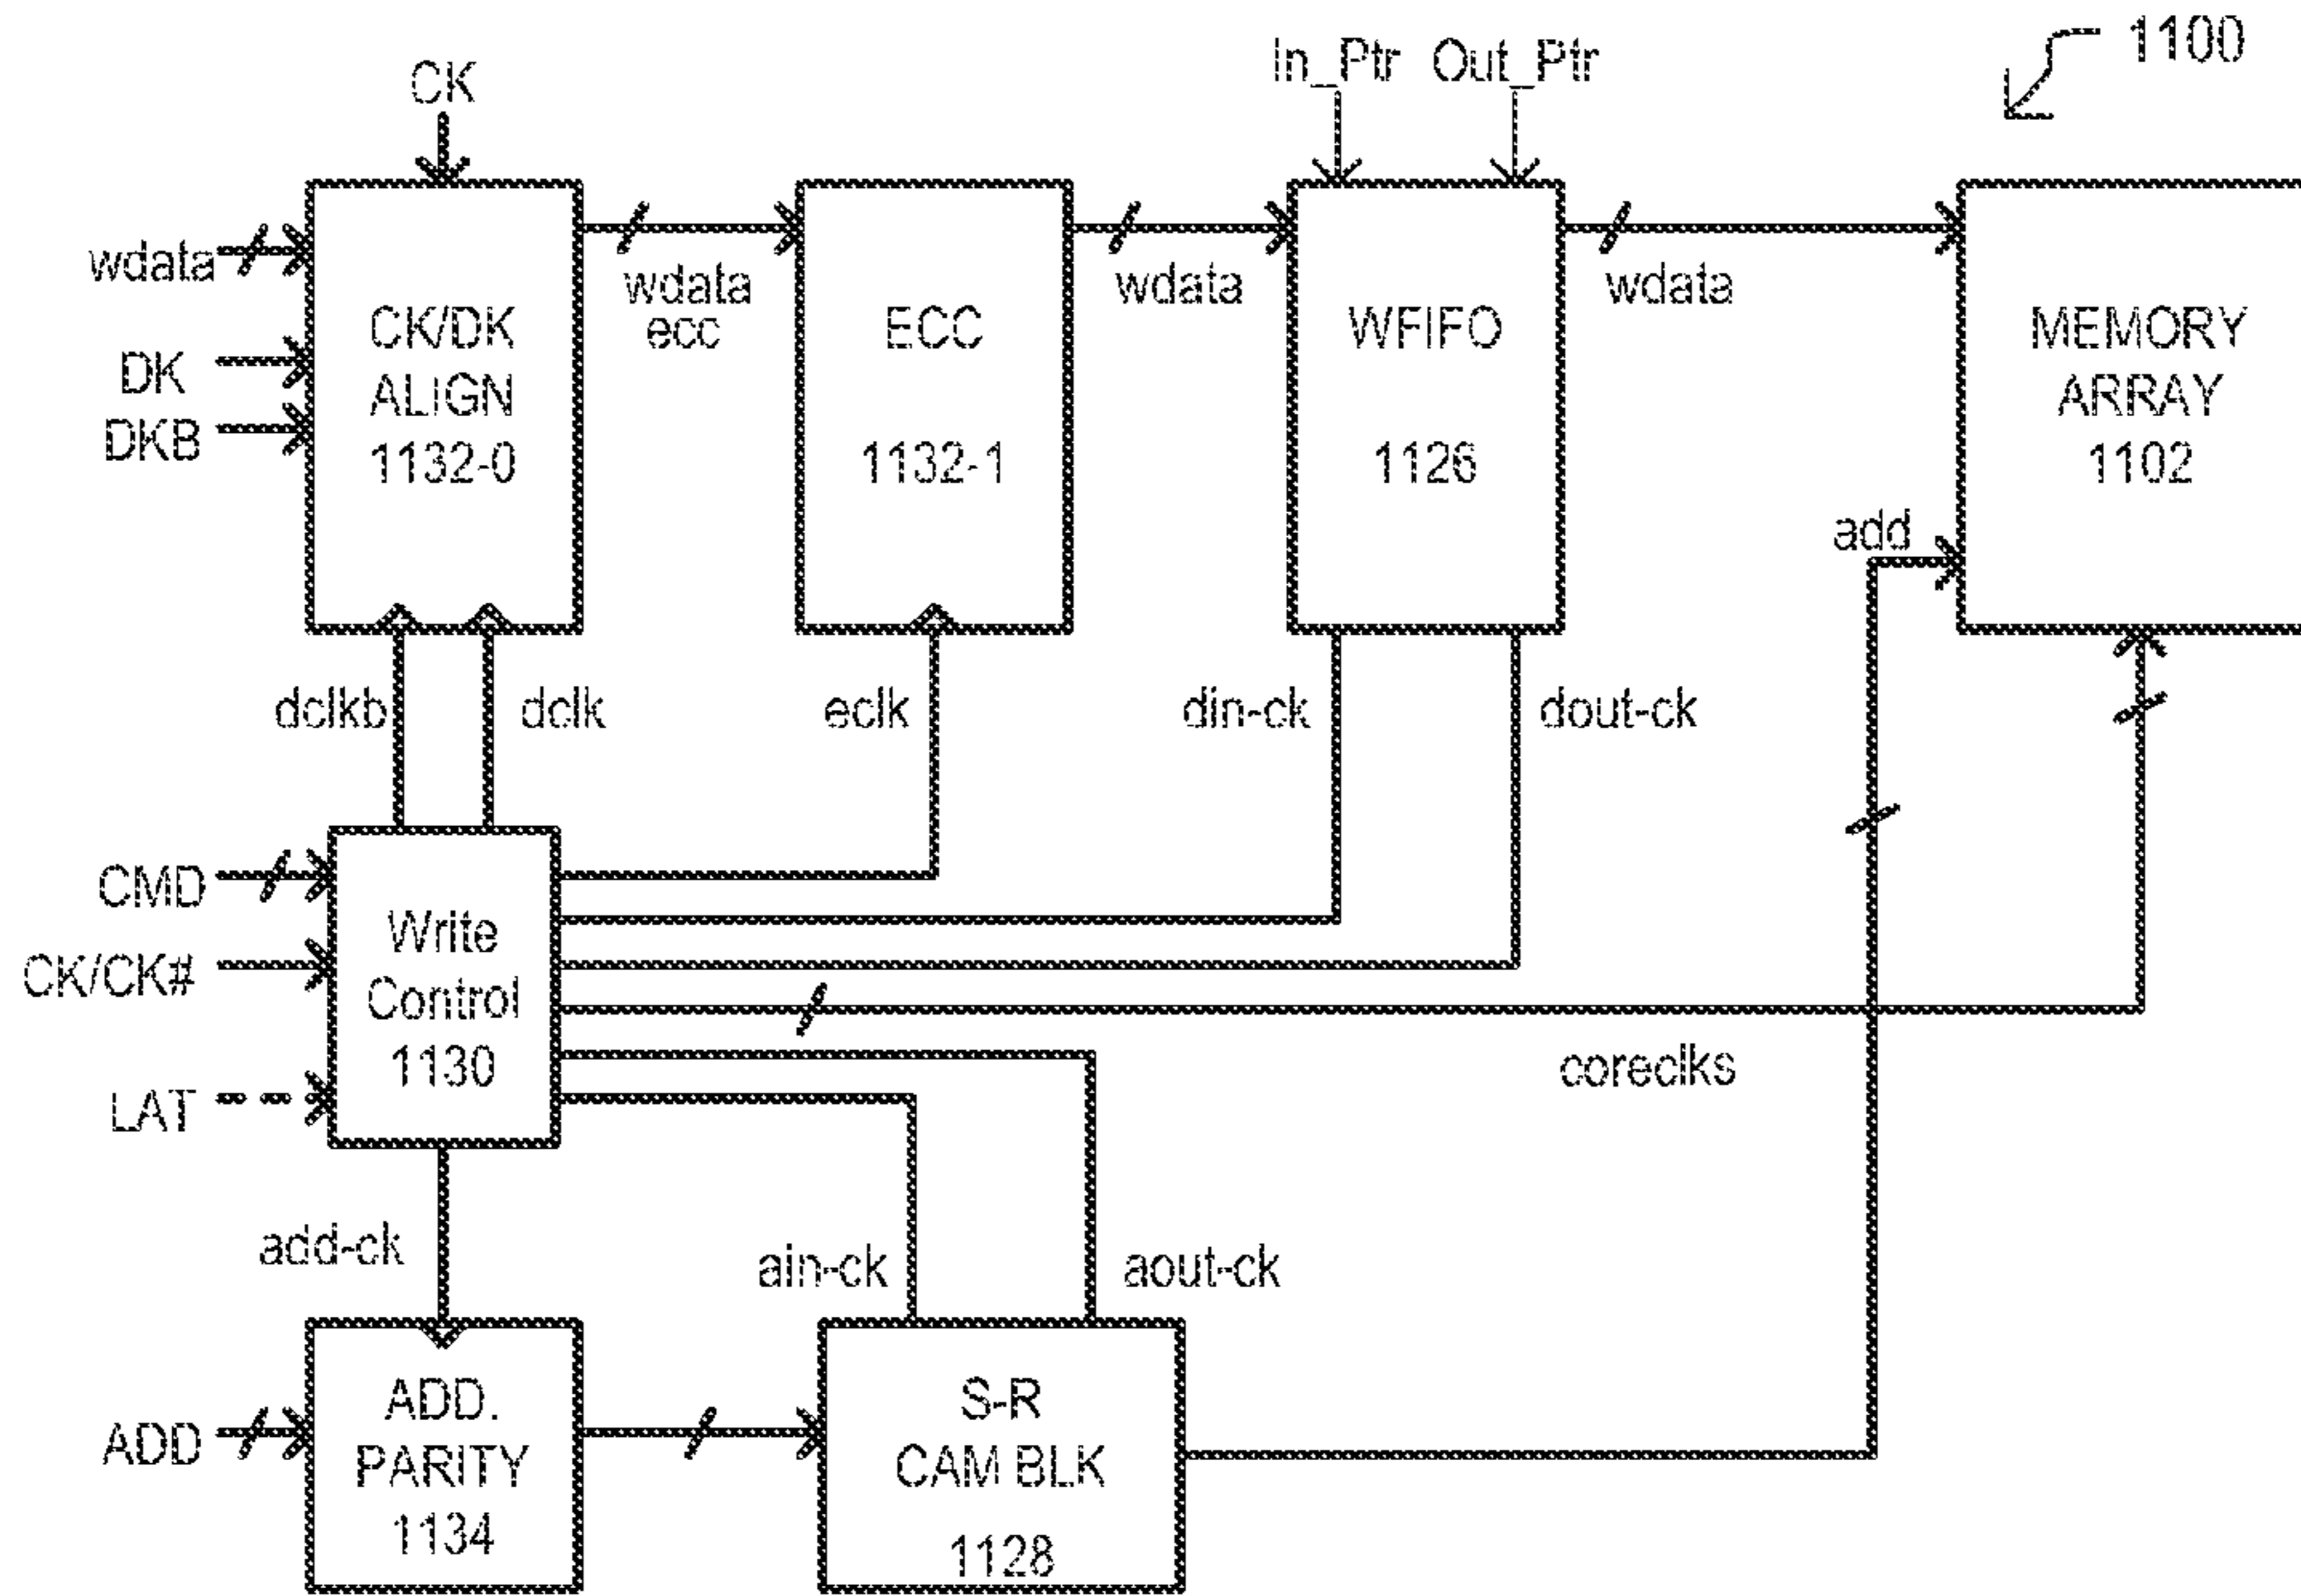 1100
CK
In_Ptr Out_Ptr
wdata
DK
DKB
CK/DK
ALIGN
1132-0
wdata
ecc
ECC
1132-1
wdata
WFIFO
1126
wdata
MEMORY
ARRAY
1102
add
dclkb
dclk
eclk
din-ck
dout-ck
CMD
CK/CK#
LAT
Write
Control
1130
coreclks
add-ck
ain-ck
aout-ck
ADD
ADD.
PARITY
1134
S-R
CAM BLK
1128